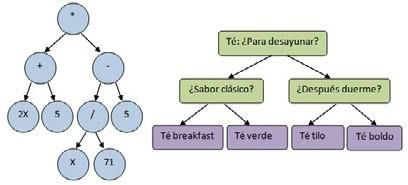 *
+ -
2X 5 / 5
X 71
Té: ¿Para desayunar?
¿Sabor clásico? ¿Después duerme?
Té breakfast Té verde Té tilo Té boldo